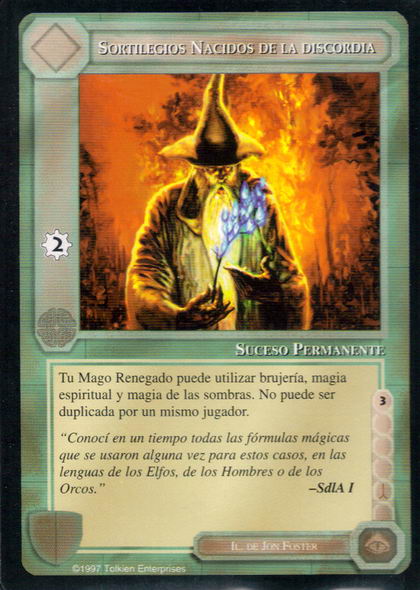 Sortilegios Nacidos de la discordia
2
Suceso Permanente
Tu Mago Renegado puede utilizar brujería, magia
espiritual y magia de las sombras. No puede ser
duplicada por un mismo jugador.
3
"Conocí en un tiempo todas las fórmulas mágicas
que se usaron alguna vez para estos casos, en las
lenguas de los Elfos, de los Hombres o de los
Orcos."
–SdlA I
Il. de Jon Foster
©1997 Tolkien Enterprises